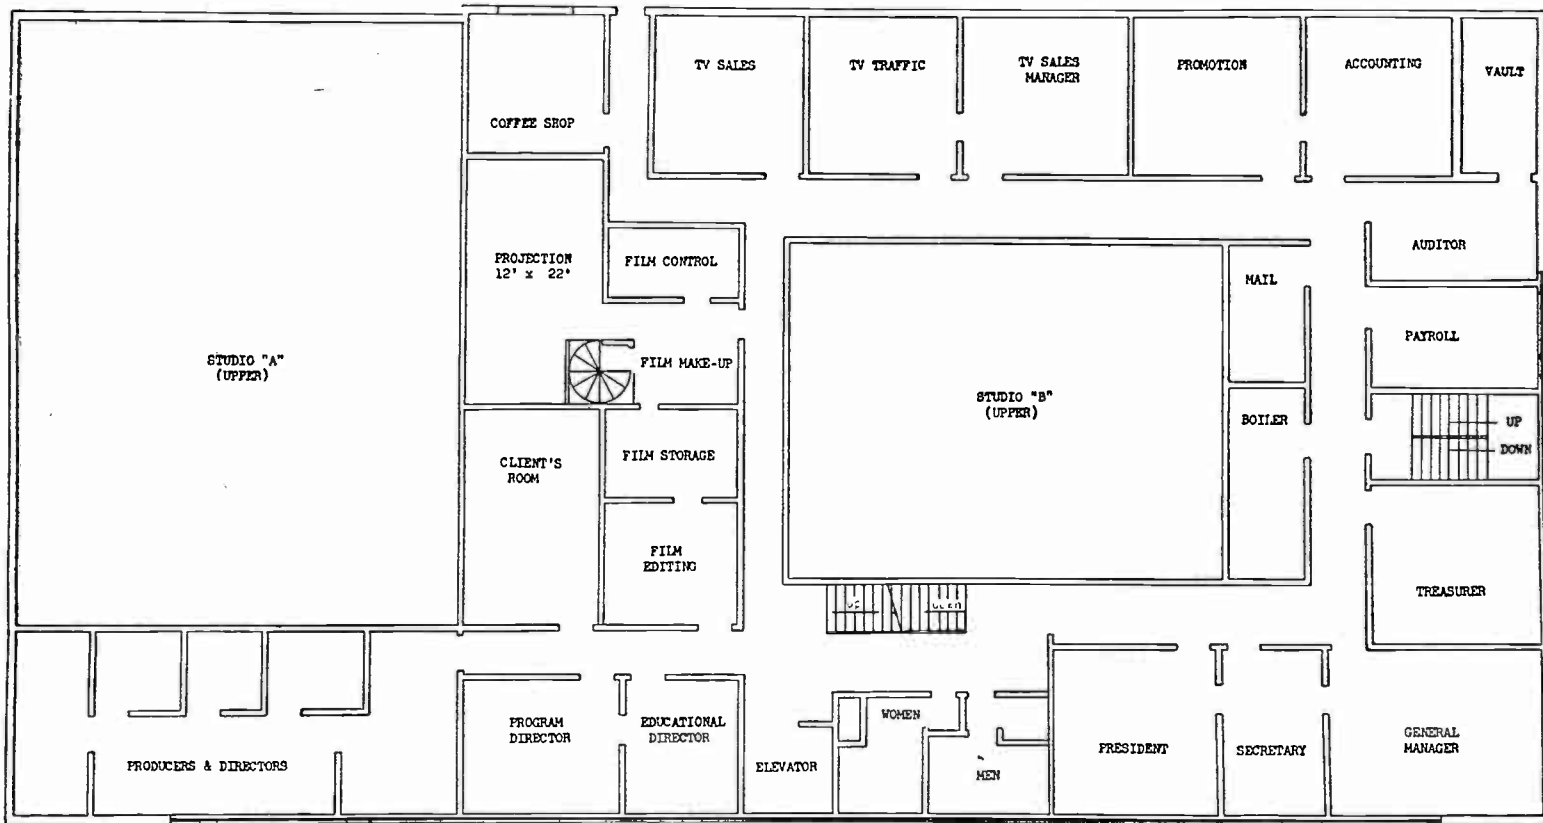 TV SALES
TV TRAFFIC
TV SALES
MANAGER
PROMOTION
ACCOUNTING
VAULT
COFFEE SHOP
PROJECTION
12' x 22'
FILM CONTROL
MAIL
AUDITOR
PAYROLL
STUDIO "A"
(UPPER)
FILM MAKE-UP
STUDIO "B"
(UPPER)
BOILER
UP
DOWN
CLIENT'S
ROOM
FILM STORAGE
FILM
EDITING
UP
DOWN
TREASURER
PRODUCERS & DIRECTORS
PROGRAM
DIRECTOR
EDUCATIONAL
DIRECTOR
ELEVATOR
WOMEN
MEN
PRESIDENT
SECRETARY
GENERAL
MANAGER